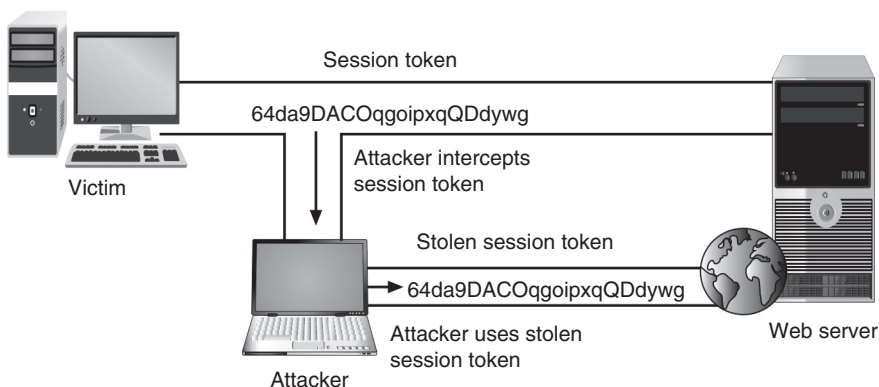 Session token
64da9DACOqgoipxqQDdywg
Attacker intercepts
session token
Victim
Stolen session token
64da9DACOqgoipxqQDdywg
Attacker uses stolen
session token
Web server
Attacker